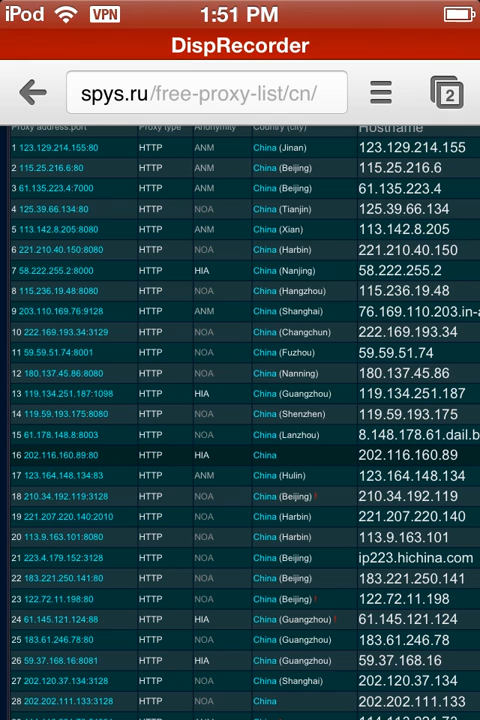 iPod VPN 1:51 PM
DispRecorder
spys.ru/free-proxy-list/cn/ 2
Proxy address:port Proxy type Anonymity Country (city) Hostname
1 123.129.214.155:80 HTTP ANM China (Jinan) 123.129.214.155
2 115.25.216.6:80 HTTP ANM China (Beijing) 115.25.216.6
3 61.135.223.4:7000 HTTP ANM China (Beijing) 61.135.223.4
4 125.39.66.134:80 HTTP NOA China (Tianjin) 125.39.66.134
5 113.142.8.205:8080 HTTP ANM China (Xian) 113.142.8.205
6 221.210.40.150:8080 HTTP NOA China (Harbin) 221.210.40.150
7 58.222.255.2:8000 HTTP HIA China (Nanjing) 58.222.255.2
8 115.236.19.48:8080 HTTP NOA China (Hangzhou) 115.236.19.48
9 203.110.169.76:9128 HTTP ANM China (Shanghai) 76.169.110.203.in-a
10 222.169.193.34:3129 HTTP NOA China (Changchun) 222.169.193.34
11 59.59.51.74:8001 HTTP NOA China (Fuzhou) 59.59.51.74
12 180.137.45.86:8080 HTTP NOA China (Nanning) 180.137.45.86
13 119.134.251.187:1098 HTTP HIA China (Guangzhou) 119.134.251.187
14 119.59.193.175:8080 HTTP NOA China (Shenzhen) 119.59.193.175
15 61.178.148.8:8003 HTTP NOA China (Lanzhou) 8.148.178.61.dail.b
16 202.116.160.89:80 HTTP HIA China 202.116.160.89
17 123.164.148.134:83 HTTP ANM China (Hulin) 123.164.148.134
18 210.34.192.119:3128 HTTP NOA China (Beijing) ! 210.34.192.119
19 221.207.220.140:2010 HTTP NOA China (Harbin) 221.207.220.140
20 113.9.163.101:8080 HTTP NOA China (Harbin) 113.9.163.101
21 223.4.179.152:3128 HTTP NOA China (Beijing) ip223.hichina.com
22 183.221.250.141:80 HTTP NOA China (Beijing) 183.221.250.141
23 122.72.11.198:80 HTTP NOA China (Beijing) ! 122.72.11.198
24 61.145.121.124:88 HTTP HIA China (Guangzhou) ! 61.145.121.124
25 183.61.246.78:80 HTTP NOA China (Guangzhou) 183.61.246.78
26 59.37.168.16:8081 HTTP HIA China (Guangzhou) 59.37.168.16
27 202.120.37.134:3128 HTTP NOA China (Shanghai) 202.120.37.134
28 202.202.111.133:3128 HTTP NOA China 202.202.111.133